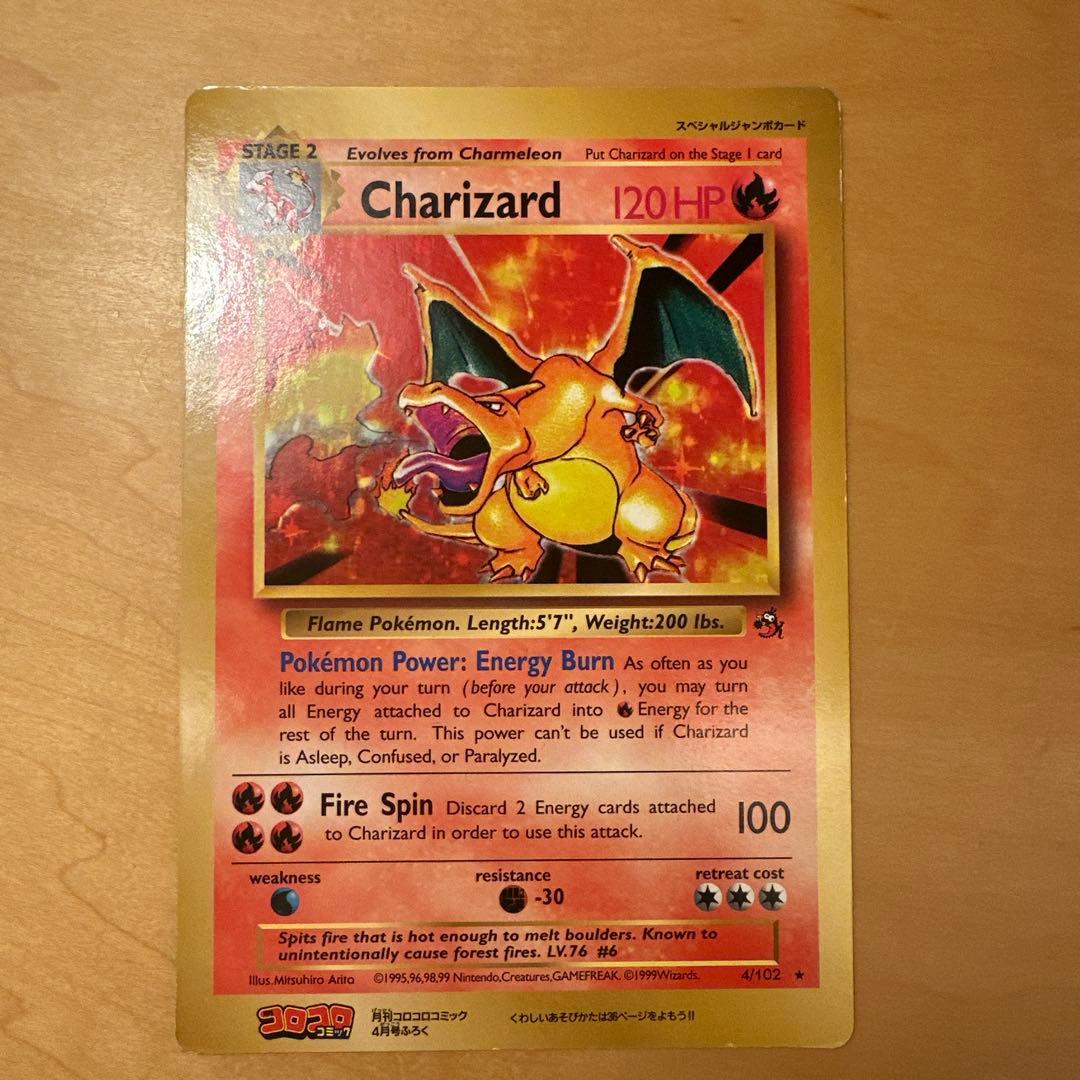 スペシャルジャンボカード
STAGE 2 Evolves from Charmeleon Put Charizard on the Stage 1 card
Charizard 120 HP
Flame Pokémon. Length:5'7", Weight:200 lbs.
Pokémon Power: Energy Burn As often as you
like during your turn (before your attack), you may turn
all Energy attached to Charizard into Energy for the
rest of the turn. This power can't be used if Charizard
is Asleep, Confused, or Paralyzed.
Fire Spin Discard 2 Energy cards attached
to Charizard in order to use this attack. 100
weakness resistance retreat cost
-30
Spits fire that is hot enough to melt boulders. Known to
unintentionally cause forest fires. LV.76 #6
Illus.Mitsuhiro Arita ©1995,96,98,99 Nintendo,Creatures,GAMEFREAK. ©1999Wizards. 4/102 ★
コロコロコミック
月刊コロコロコミック くわしいあそびかたは36ページをよもう!!
4月号ふろく